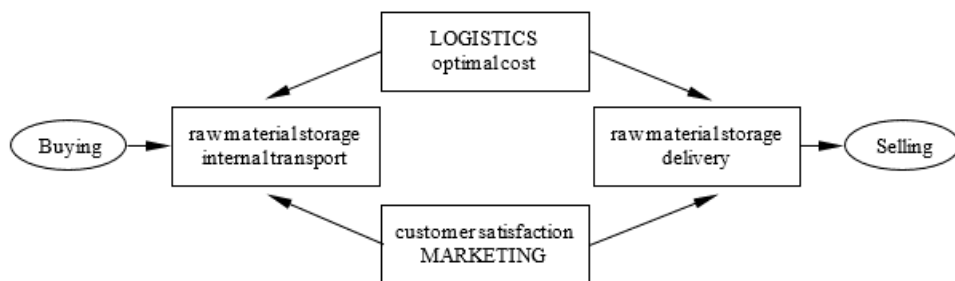 LOGISTICS
optimal cost
Buying
raw material storage
internal transport
raw material storage
delivery
Selling
customer satisfaction
MARKETING